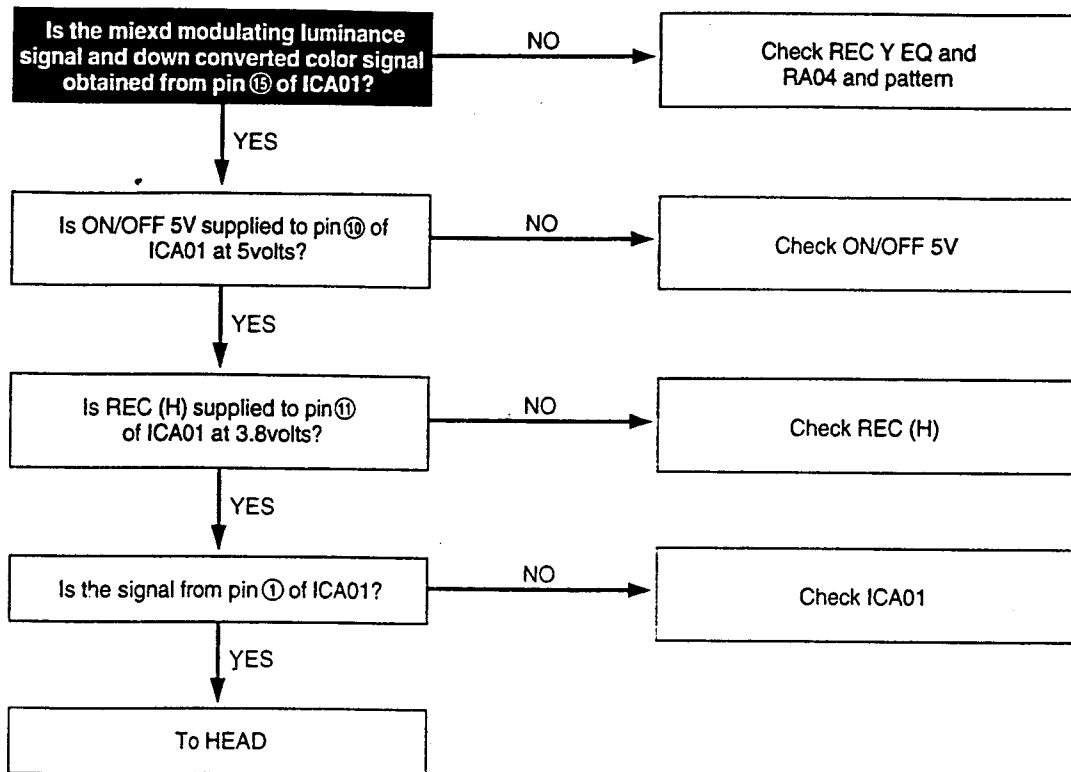 Is the miexd modulating luminance
signal and down converted color signal
obtained from pin ⑮ of ICA01?
NO
Check REC Y EQ and
RA04 and pattern
YES
Is ON/OFF 5V supplied to pin ⑩ of
ICA01 at 5volts?
NO
Check ON/OFF 5V
YES
Is REC (H) supplied to pin ⑪
of ICA01 at 3.8volts?
NO
Check REC (H)
YES
Is the signal from pin ① of ICA01?
NO
Check ICA01
YES
To HEAD